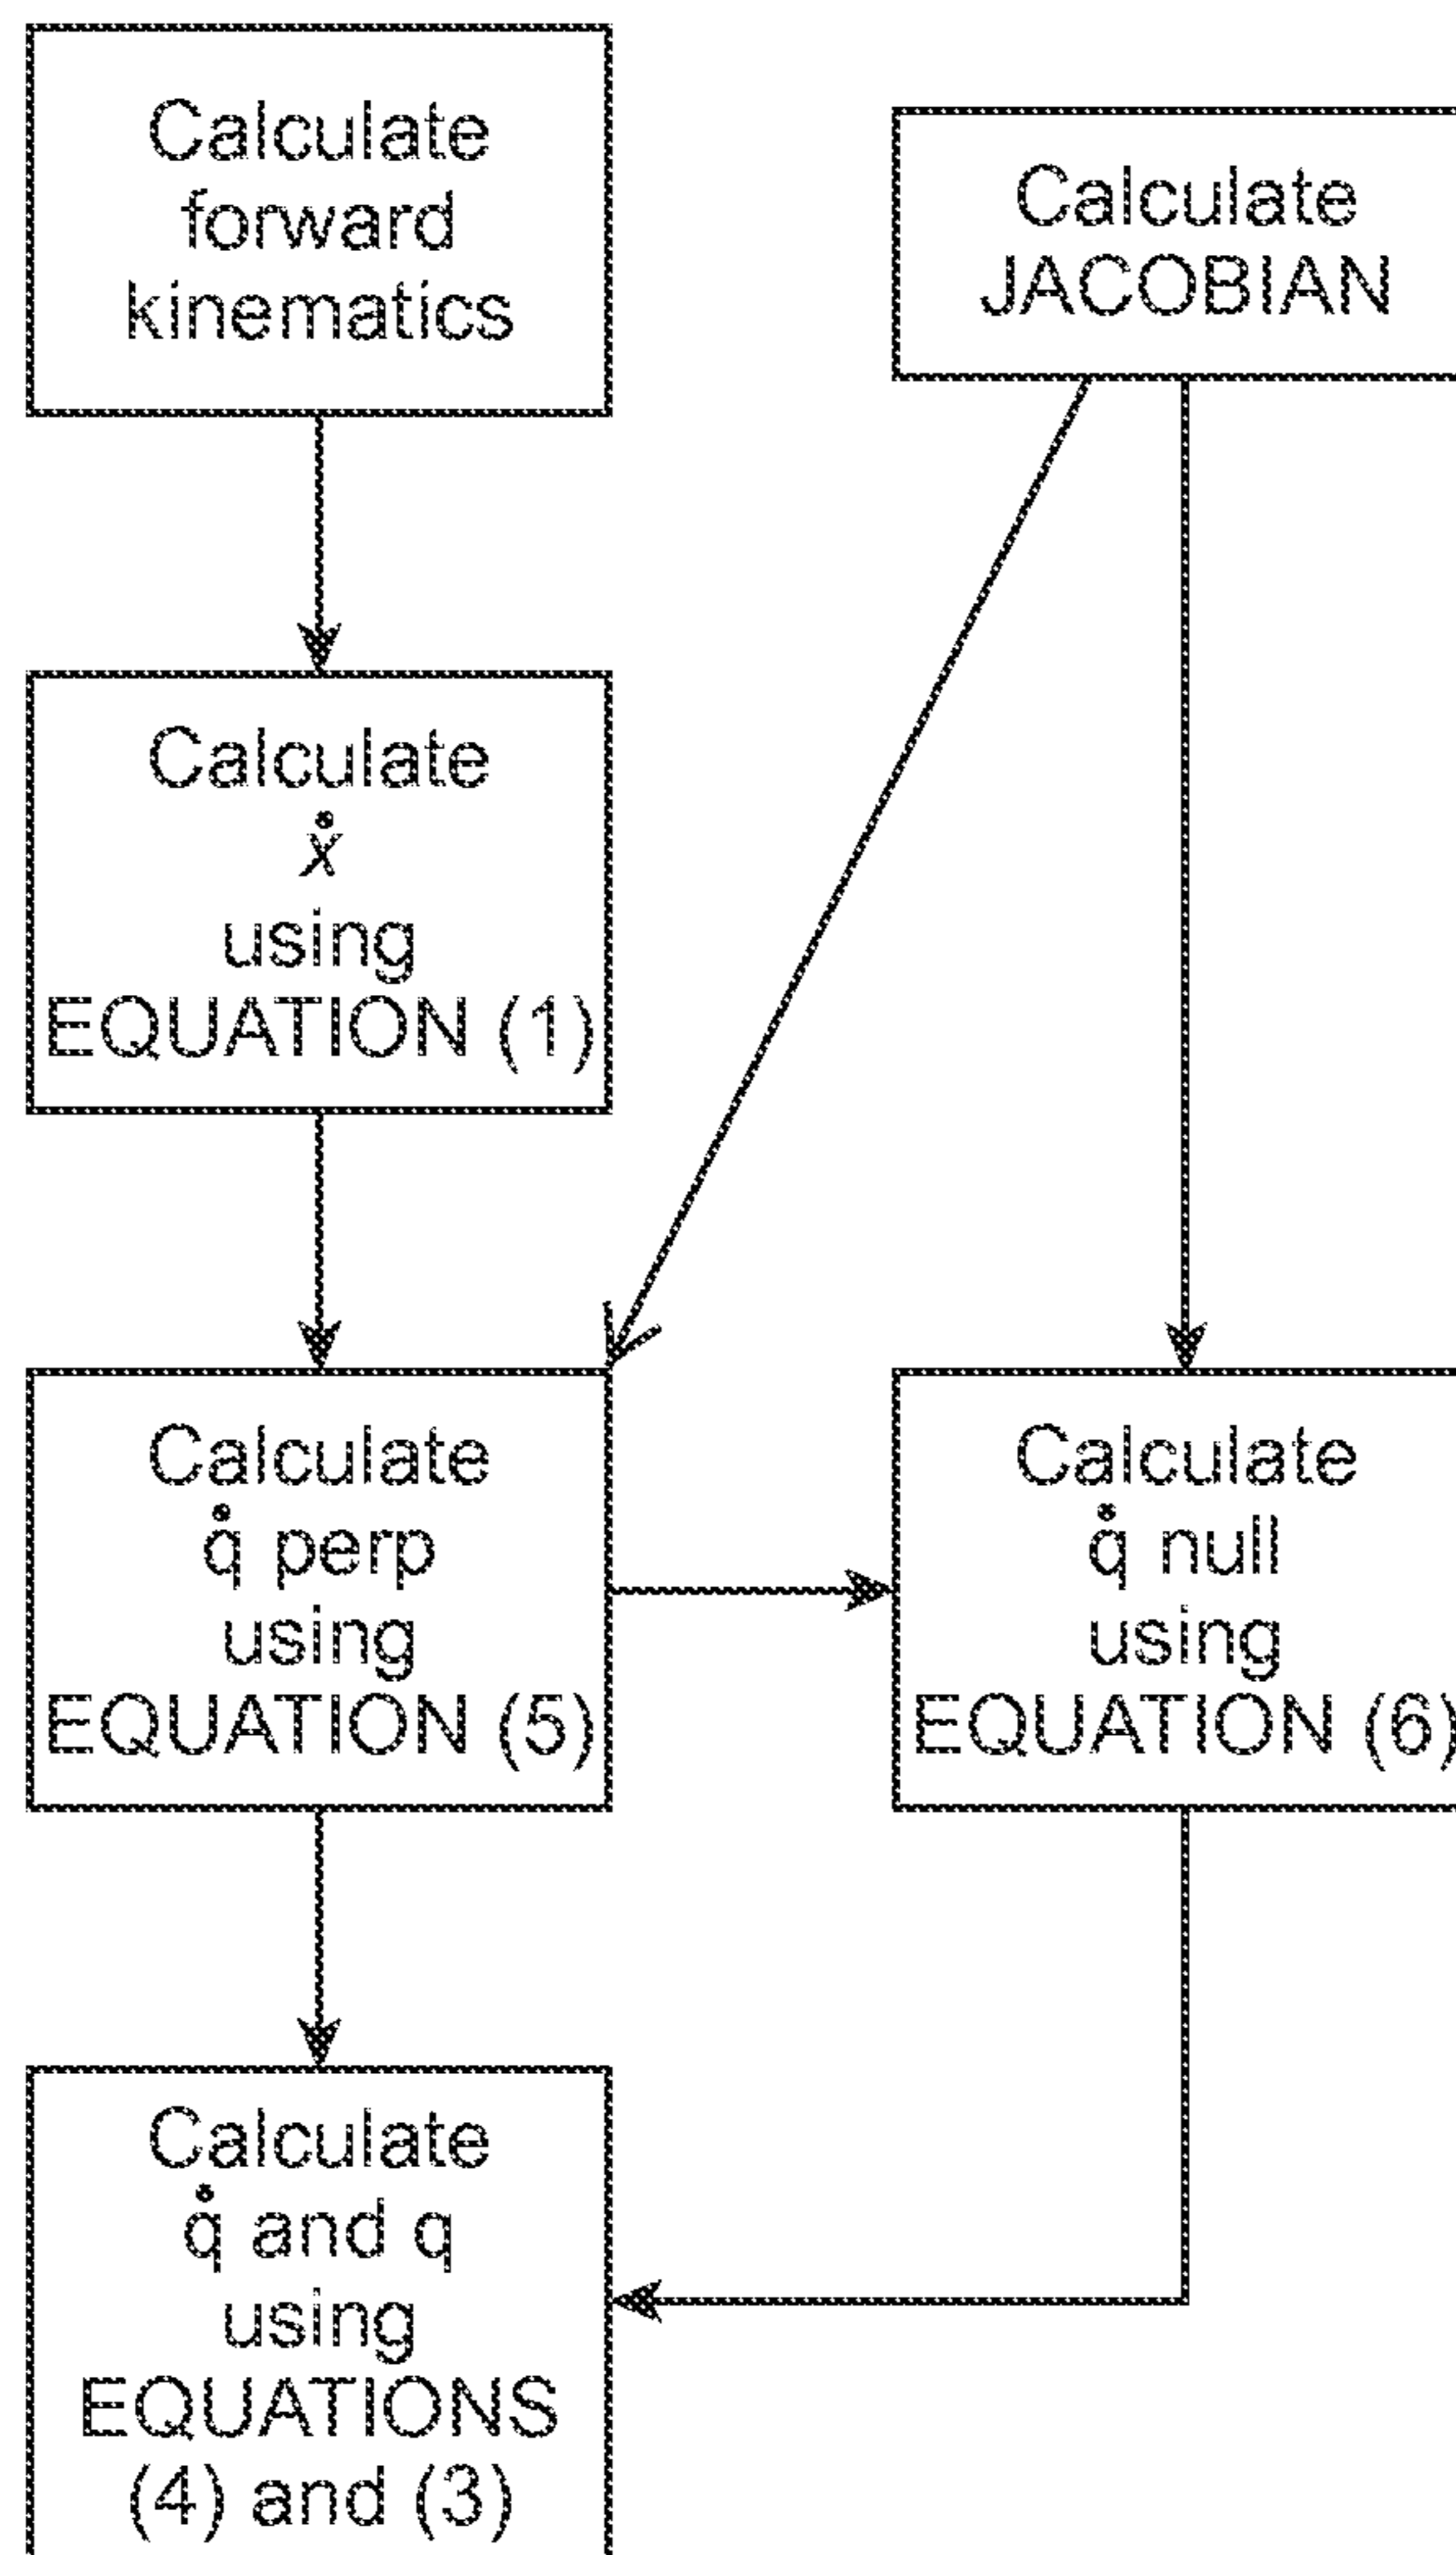 Calculate
forward
kinematics
Calculate
JACOBIAN
Calculate
ẋ
using
EQUATION (1)
Calculate
q̇ perp
using
EQUATION (5)
Calculate
q̇ null
using
EQUATION (6)
Calculate
q̇ and q
using
EQUATIONS
(4) and (3)